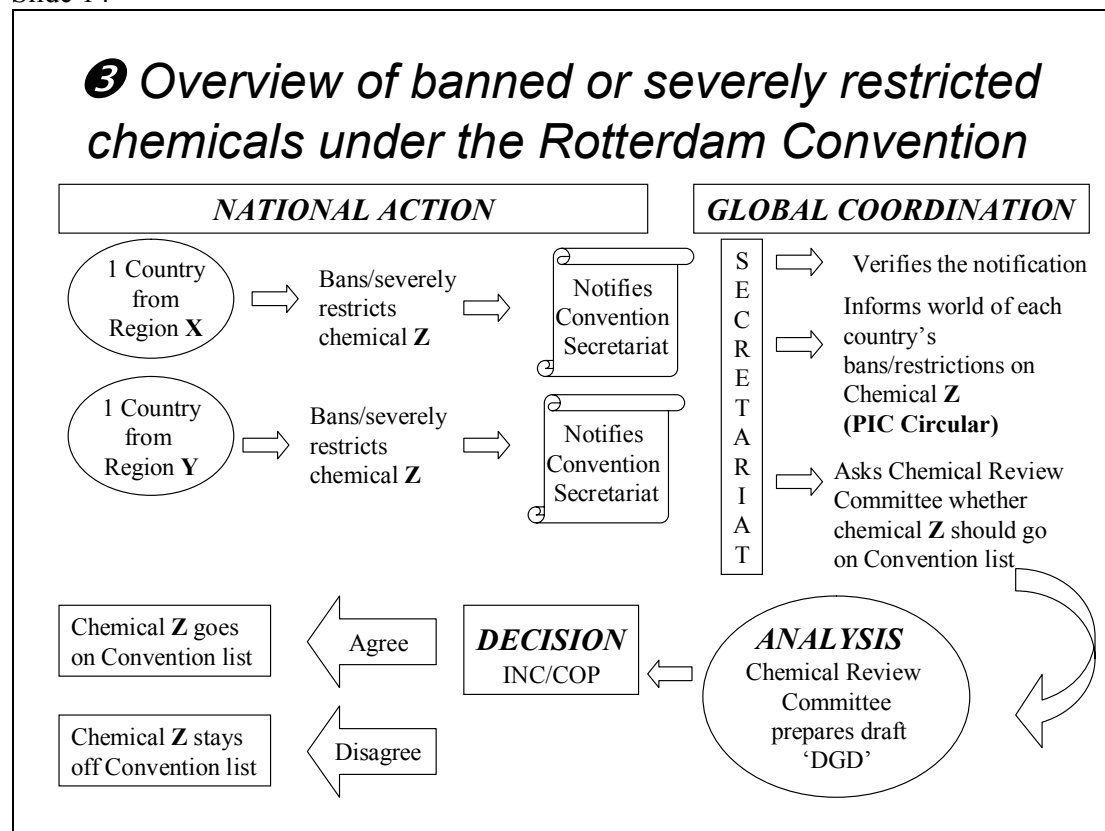 Slide 14
❸ Overview of banned or severely restricted
chemicals under the Rotterdam Convention
NATIONAL ACTION
GLOBAL COORDINATION
1 Country
from
Region X
Bans/severely
restricts
chemical Z
Notifies
Convention
Secretariat
1 Country
from
Region Y
Bans/severely
restricts
chemical Z
Notifies
Convention
Secretariat
S
E
C
R
E
T
A
R
I
A
T
Verifies the notification
Informs world of each
country’s
bans/restrictions on
Chemical Z
(PIC Circular)
Asks Chemical Review
Committee whether
chemical Z should go
on Convention list
ANALYSIS
Chemical Review
Committee
prepares draft
‘DGD’
DECISION
INC/COP
Agree
Chemical Z goes
on Convention list
Disagree
Chemical Z stays
off Convention list